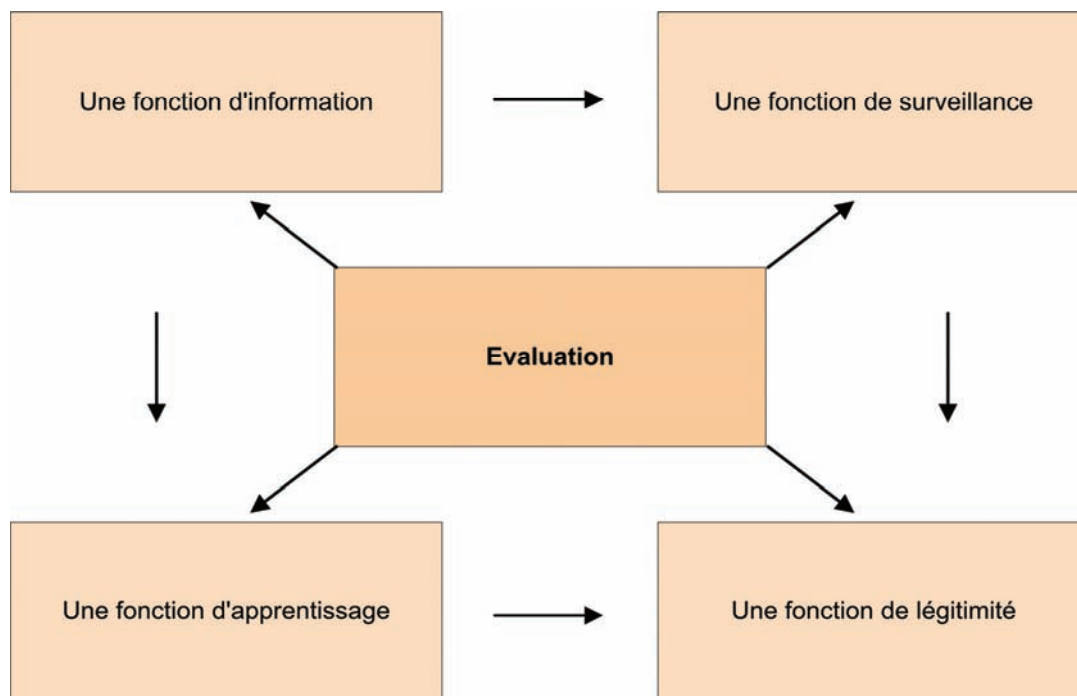 Une fonction d'information
Une fonction de surveillance
Evaluation
Une fonction d'apprentissage
Une fonction de légitimité